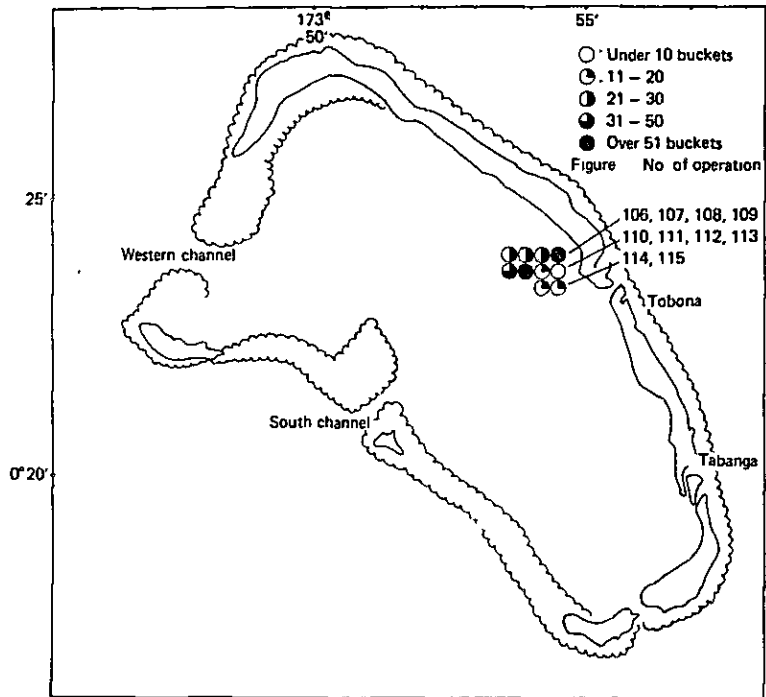 173°
50'
55'
Under 10 buckets
11 – 20
21 – 30
31 – 50
Over 51 buckets
Figure No of operation
25'
106, 107, 108, 109
110, 111, 112, 113
114, 115
Western channel
Tobona
South channel
Tabanga
0° 20'